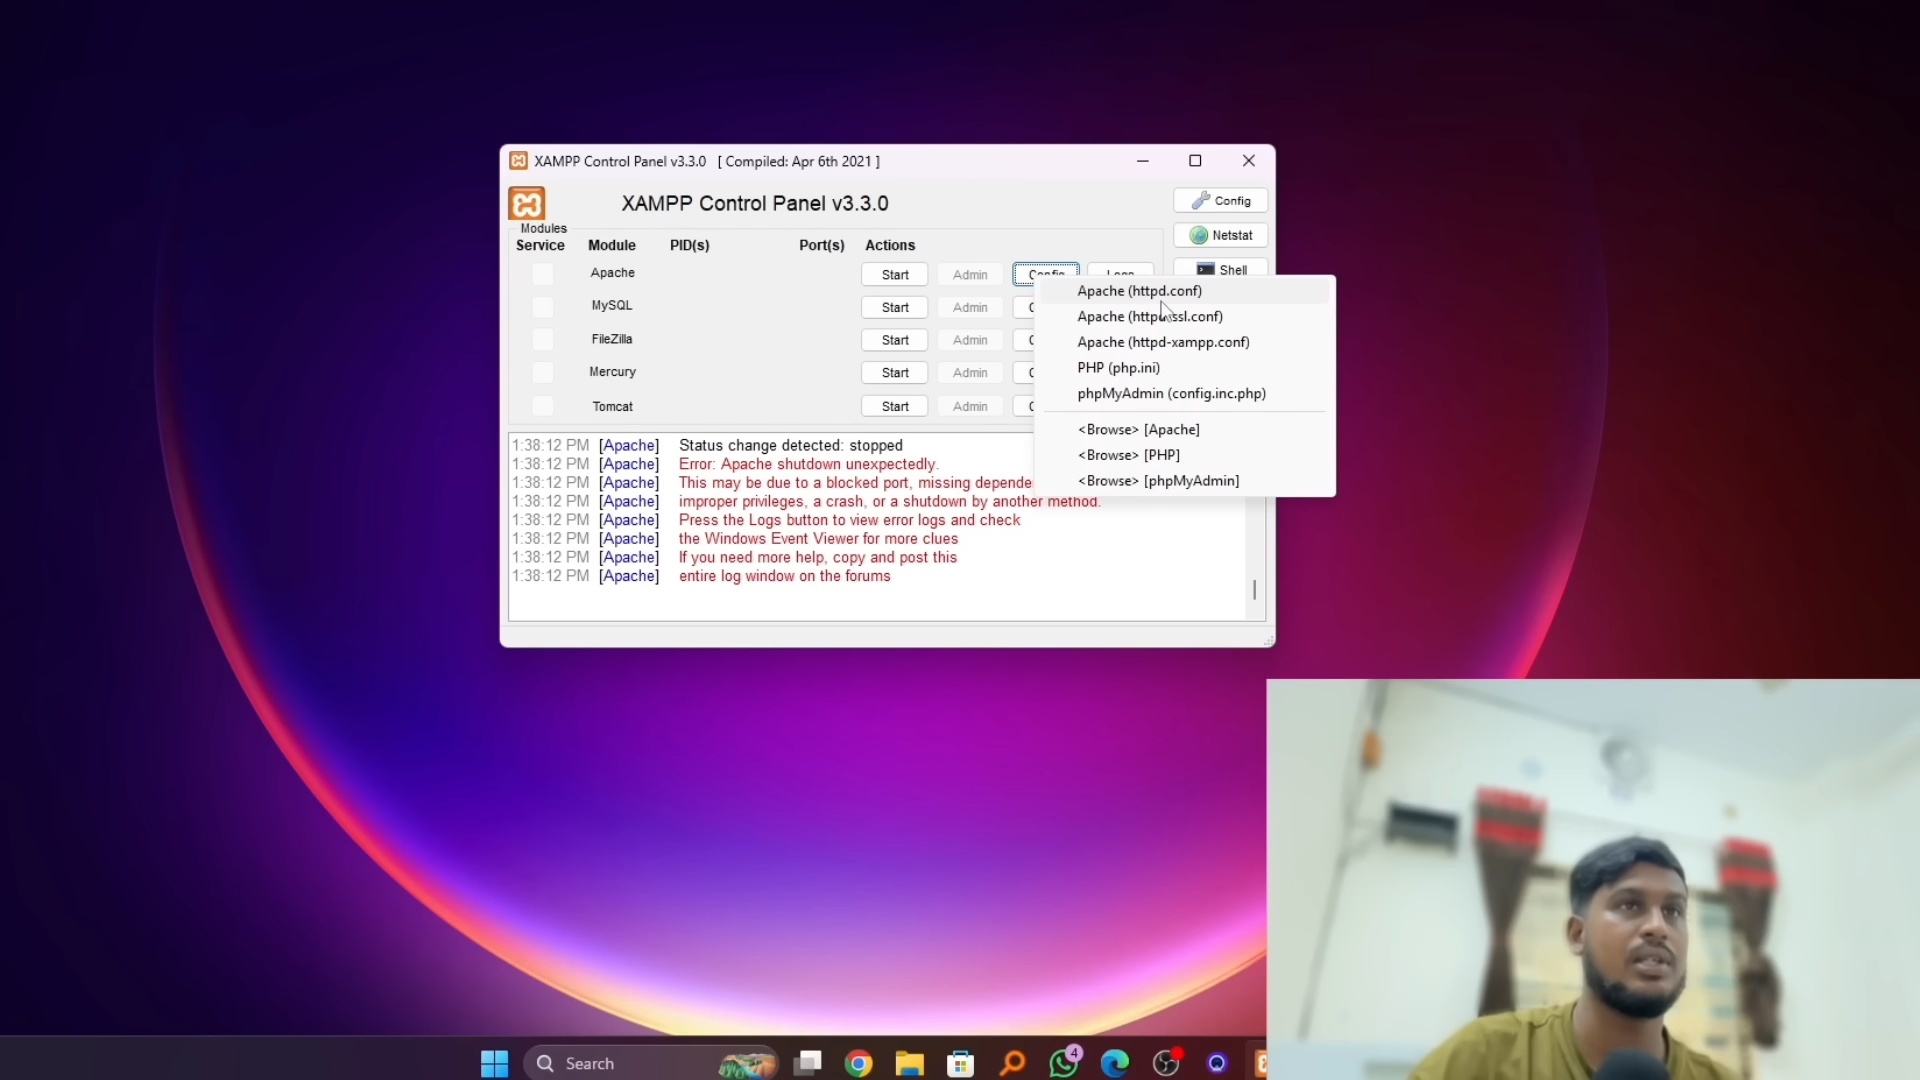 XAMPP Control Panel v3.3.0 [ Compiled: Apr 6th 2021 ]
XAMPP Control Panel v3.3.0
Config
Modules
Netstat
Service Module PID(s) Port(s) Actions
Shell
Apache Start Admin Config Logs
MySQL Start Admin
FileZilla Start Admin
Mercury Start Admin
Tomcat Start Admin
Apache (httpd.conf)
Apache (httpd-ssl.conf)
Apache (httpd-xampp.conf)
PHP (php.ini)
phpMyAdmin (config.inc.php)
<Browse> [Apache]
<Browse> [PHP]
<Browse> [phpMyAdmin]
1:38:12 PM [Apache] Status change detected: stopped
1:38:12 PM [Apache] Error: Apache shutdown unexpectedly.
1:38:12 PM [Apache] This may be due to a blocked port, missing
1:38:12 PM [Apache] improper privileges, a crash, or a shutdown by another method.
1:38:12 PM [Apache] Press the Logs button to view error logs and check
1:38:12 PM [Apache] the Windows Event Viewer for more clues
1:38:12 PM [Apache] If you need more help, copy and post this
1:38:12 PM [Apache] entire log window on the forums
Search
4